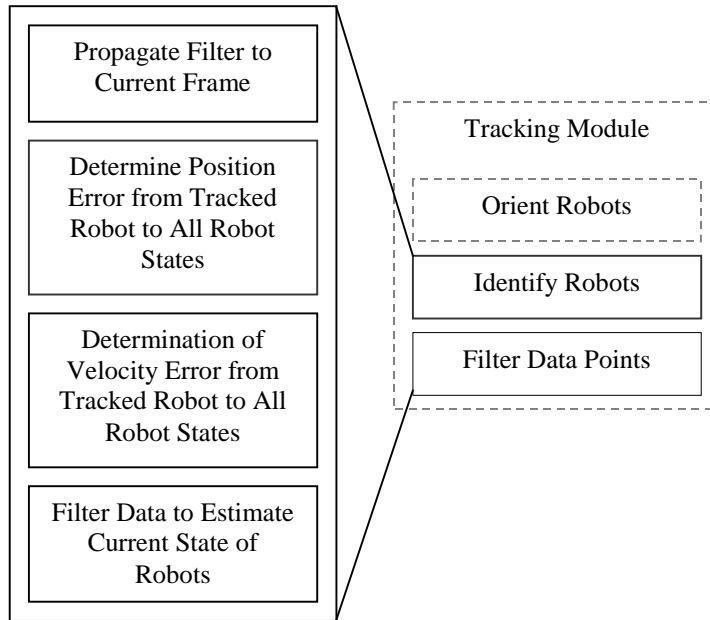 Propagate Filter to
Current Frame
Determine Position
Error from Tracked
Robot to All Robot
States
Determination of
Velocity Error from
Tracked Robot to All
Robot States
Filter Data to Estimate
Current State of
Robots
Tracking Module
Orient Robots
Identify Robots
Filter Data Points